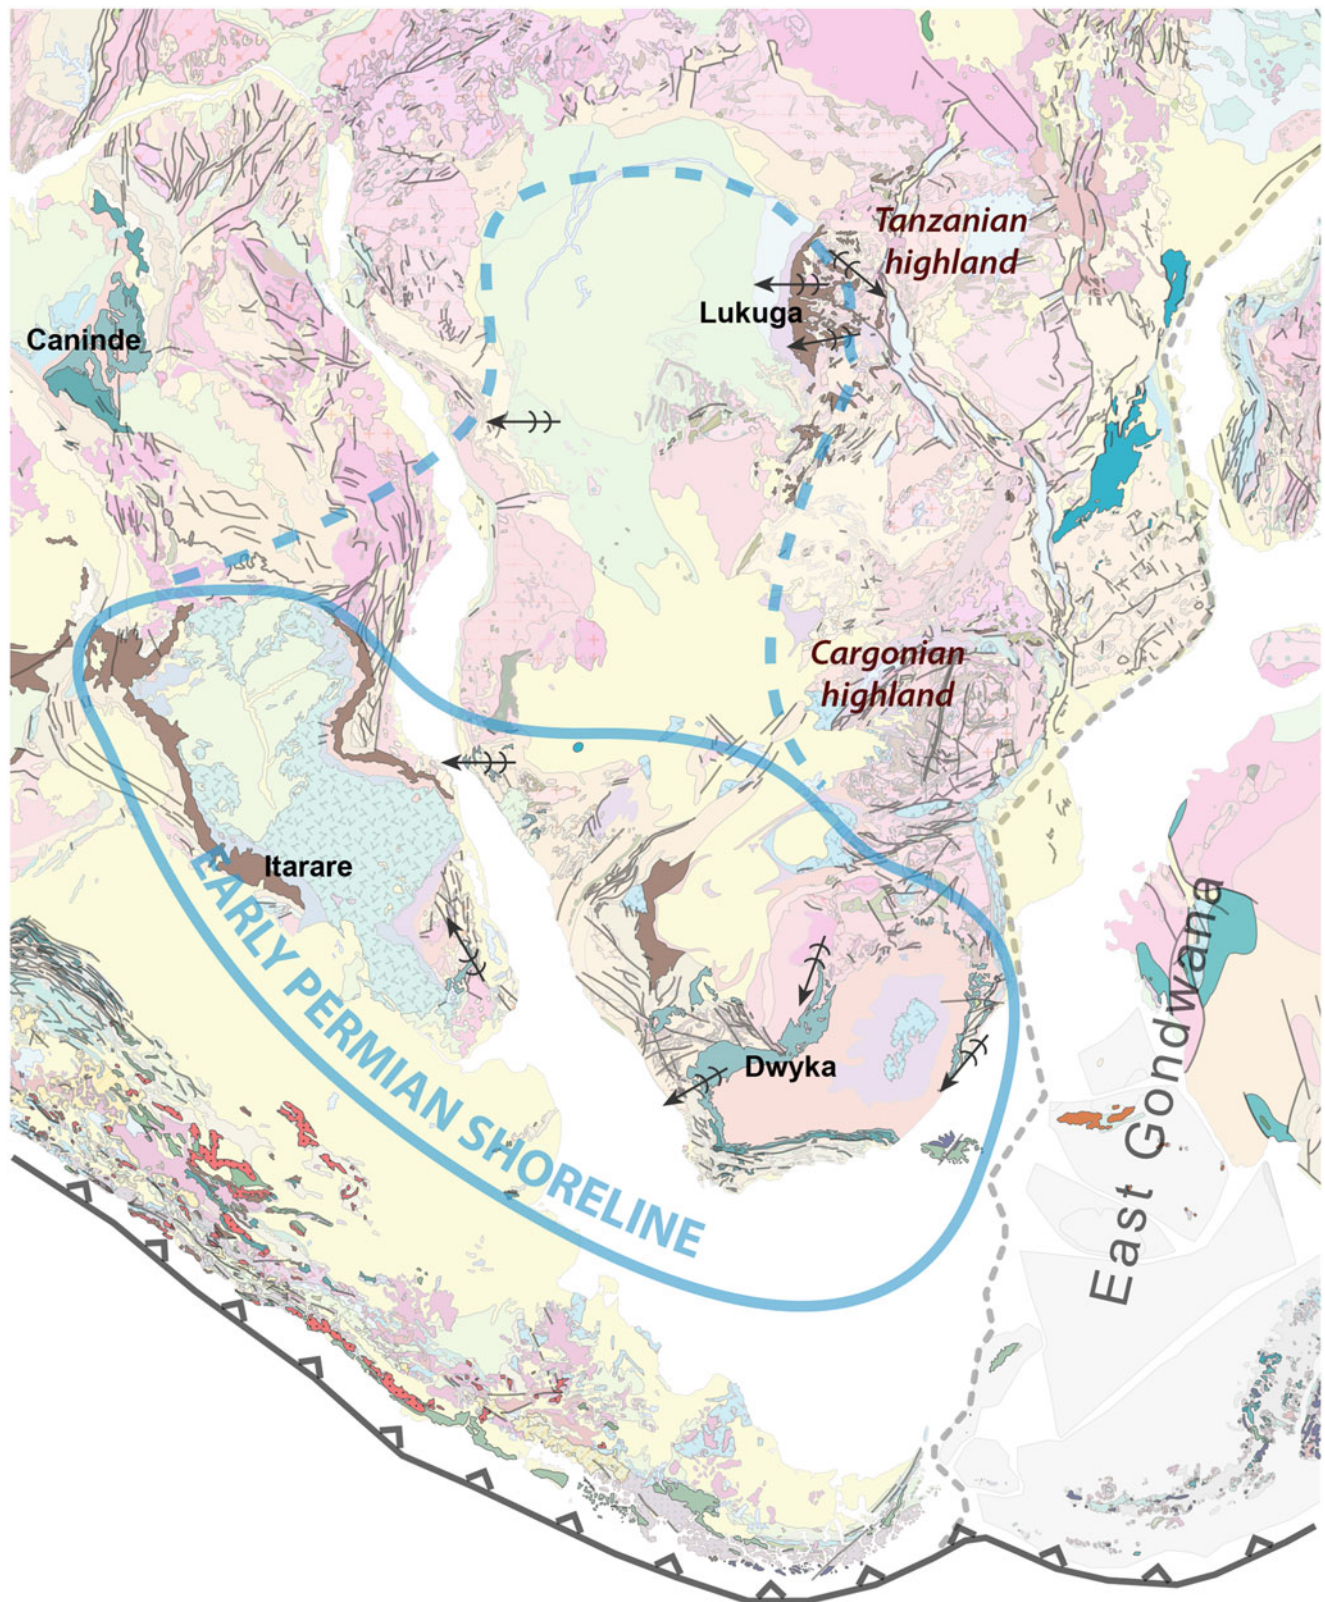 Tanzanian
highland
Lukuga
Caninde
Cargonian
highland
Itarare
EARLY PERMIAN SHORELINE
Dwyka
East Gondwana